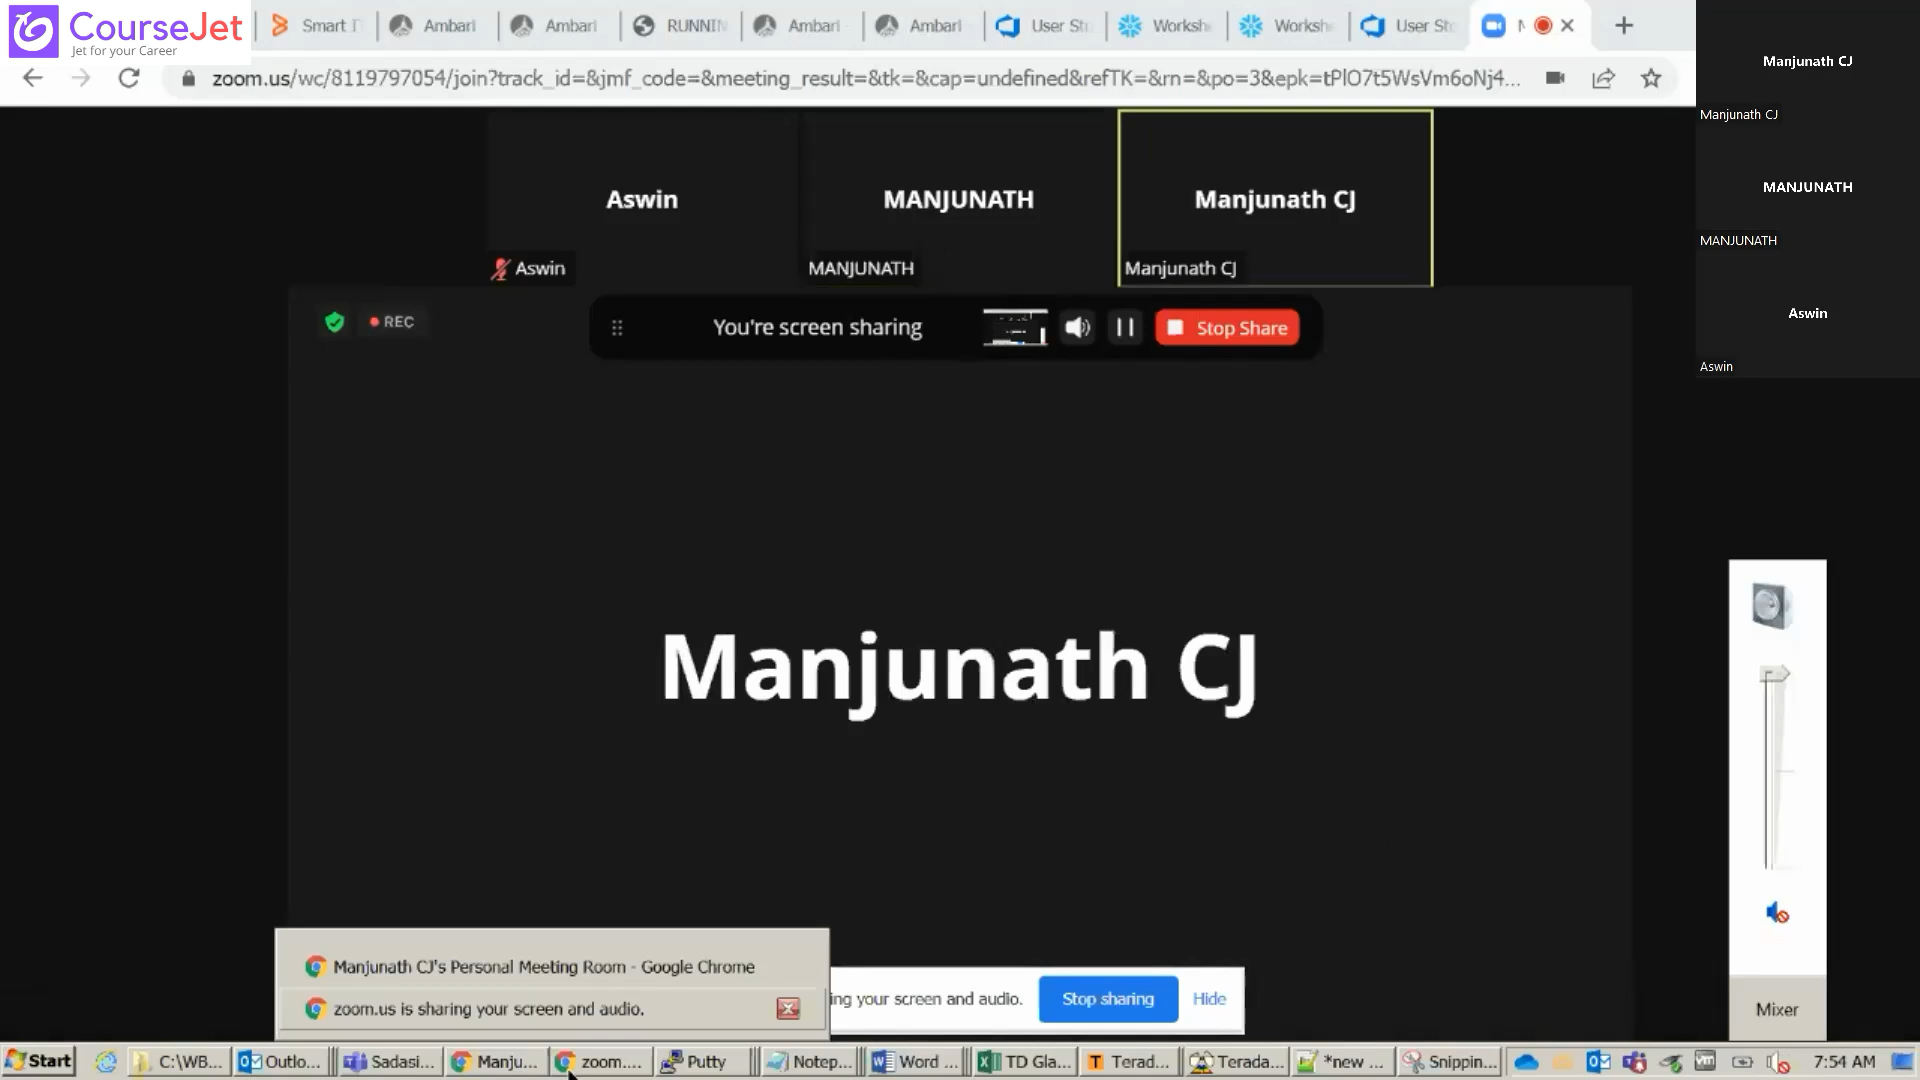 CourseJet
Jet for your Career
Smart I
Ambari
Ambari
RUNNIN
Ambari
Ambari
User St
Worksh
Worksh
User St
zoom.us/wc/8119797054/join?track_id=&jmf_code=&meeting_result=&tk=&cap=undefined&refTK=&rn=&po=3&epk=tPlO7t5WsVm6oNj4...
Manjunath CJ
Manjunath CJ
MANJUNATH
MANJUNATH
Aswin
Aswin
Aswin
MANJUNATH
Manjunath CJ
Aswin
MANJUNATH
Manjunath CJ
REC
You're screen sharing
Stop Share
Manjunath CJ
Manjunath CJ's Personal Meeting Room - Google Chrome
zoom.us is sharing your screen and audio.
ing your screen and audio.
Stop sharing
Hide
Mixer
Start
C:\WB...
Outlo...
Sadasi...
Manju...
zoom....
Putty
Notep...
Word ...
TD Gla...
Terad...
Terada...
*new ...
Snippin...
7:54 AM